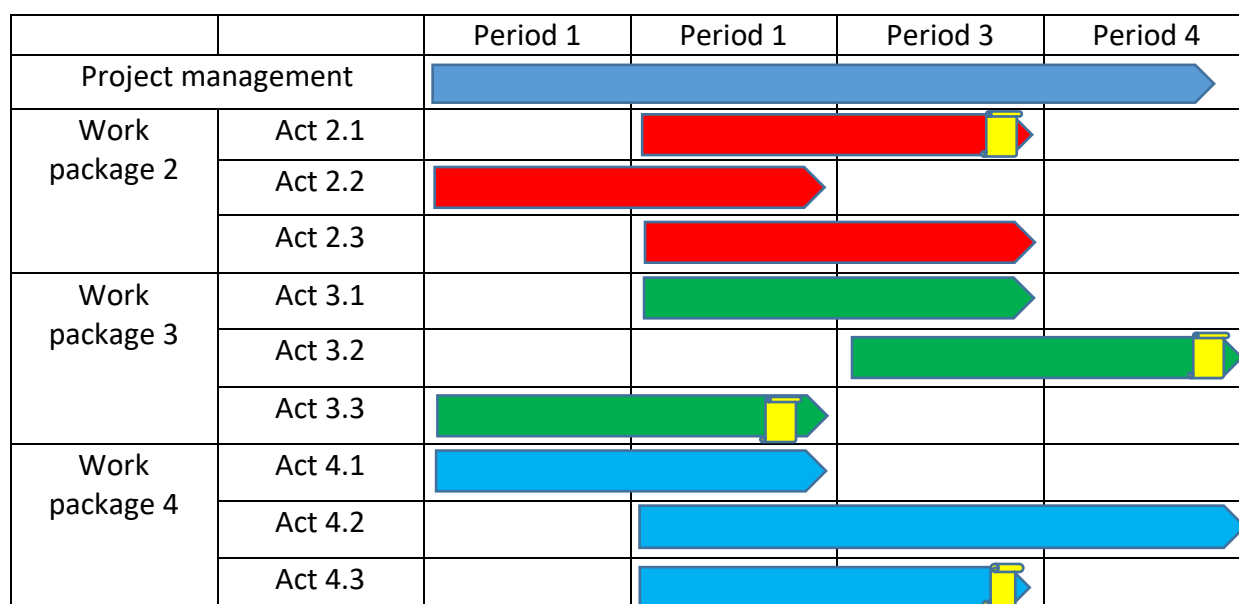 Period 1 Period 1 Period 3 Period 4
Project management
Work
package 2
Act 2.1
Act 2.2
Act 2.3
Work
package 3
Act 3.1
Act 3.2
Act 3.3
Work
package 4
Act 4.1
Act 4.2
Act 4.3